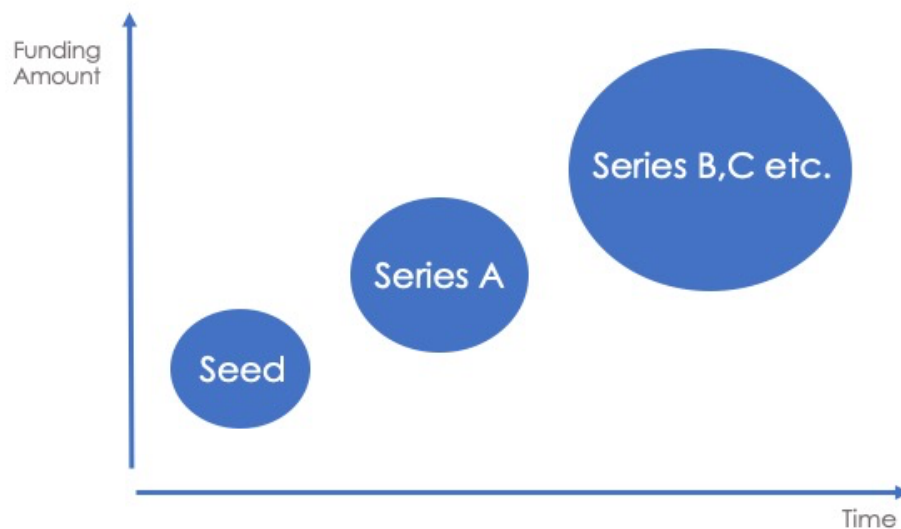 Funding
Amount
Series B,C etc.
Series A
Seed
Time